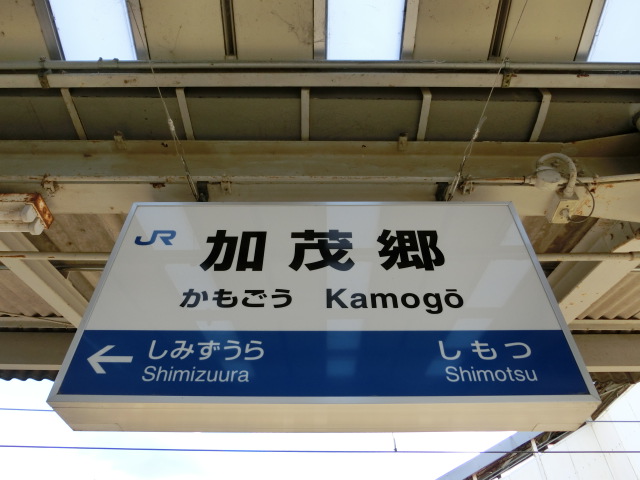 JR 加茂郷
かもごう Kamogō
← しみずうら しもつ
Shimizuura Shimotsu